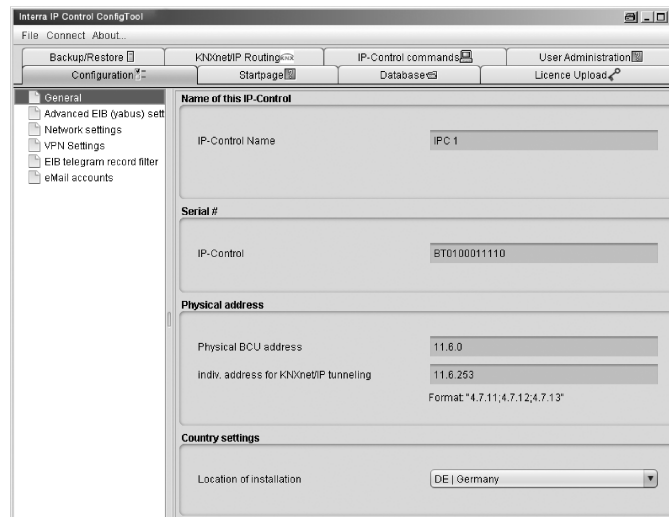 Interra IP Control ConfigTool
File Connect About...
Backup/Restore KNXnet/IP Routing KNX IP-Control commands User Administration
Configuration Startpage Database Licence Upload
General
Advanced EIB (yabus) sett
Network settings
VPN Settings
EIB telegram record filter
eMail accounts
Name of this IP-Control
IP-Control Name IPC 1
Serial #
IP-Control BT0100011110
Physical address
Physical BCU address 11.6.0
indiv. address for KNXnet/IP tunneling 11.6.253
Format: "4.7.11;4.7.12;4.7.13"
Country settings
Location of installation DE | Germany